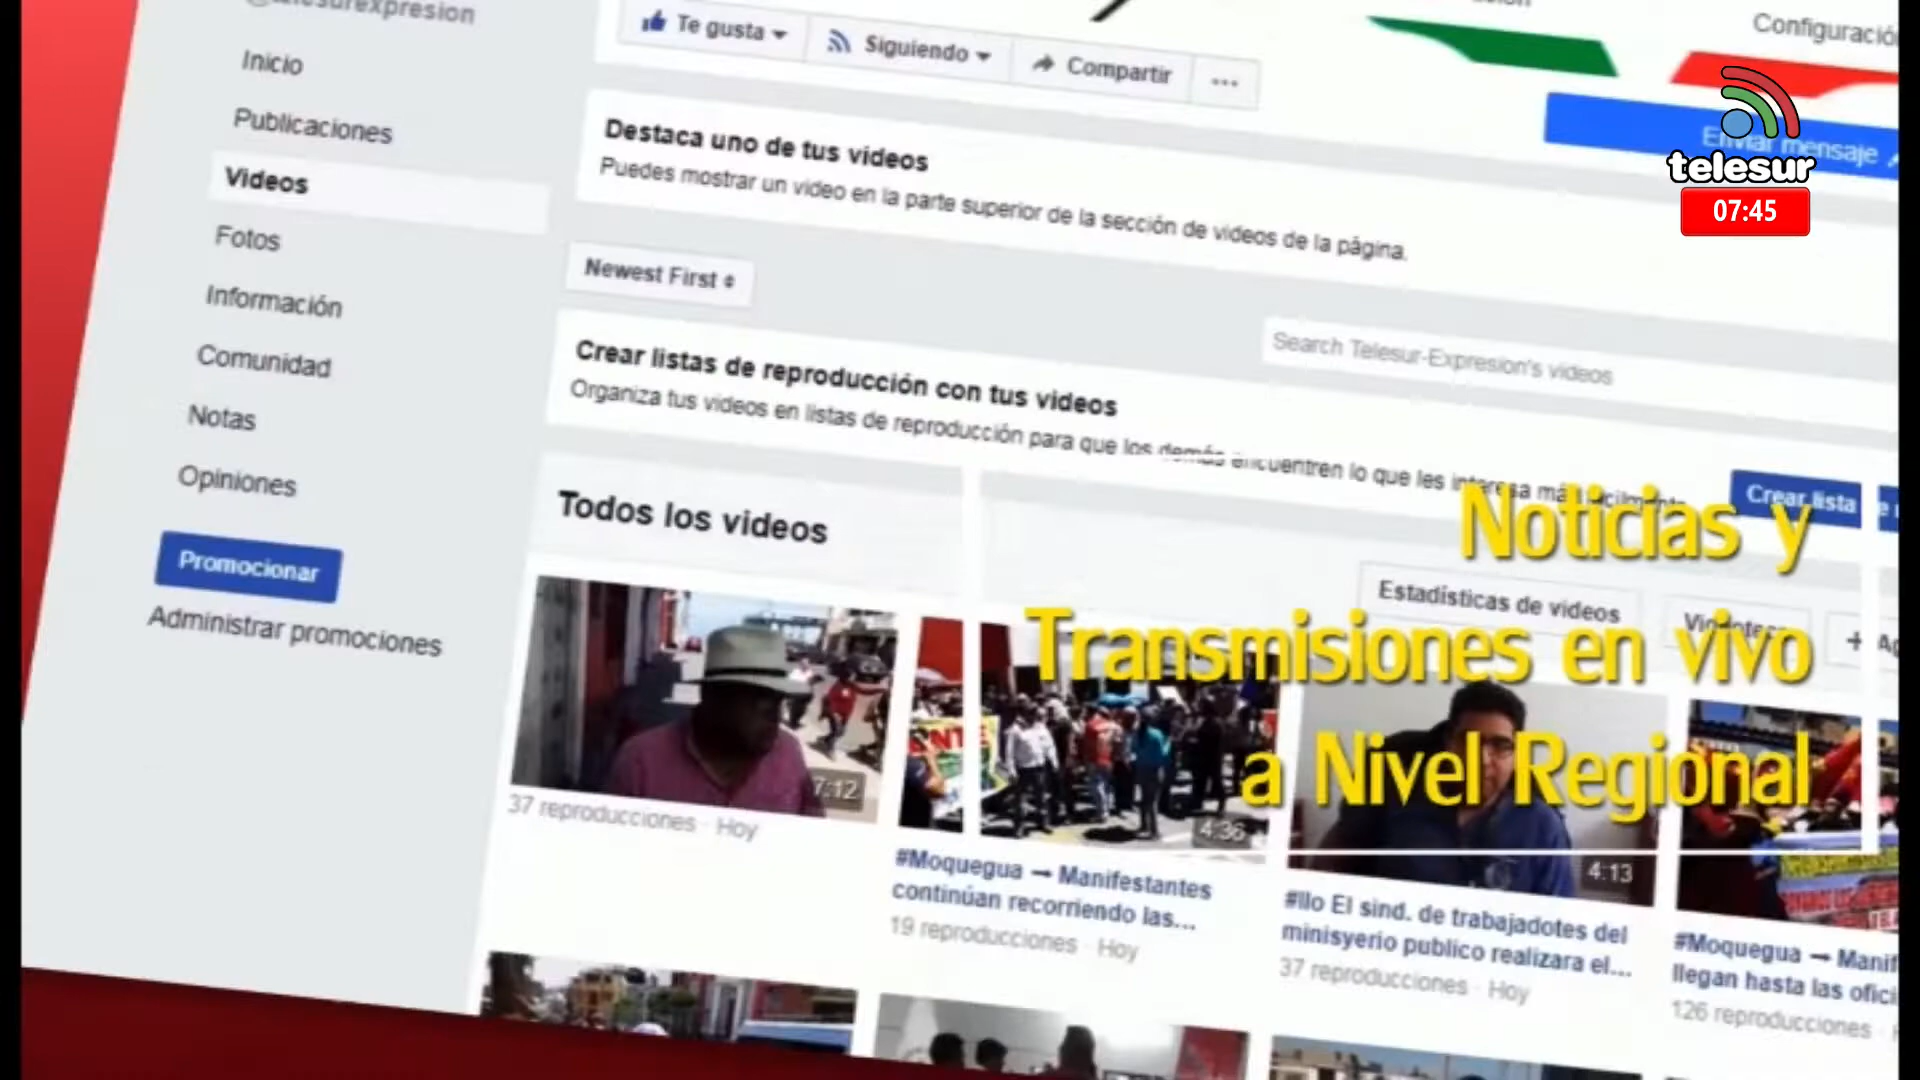 Inicio
Publicaciones
Videos
Fotos
Información
Comunidad
Notas
Opiniones
Promocionar
Administrar promociones
Te gusta
Siguiendo
Compartir
...
Configuración
Enviar mensaje
telesur
07:45
Destaca uno de tus videos
Puedes mostrar un video en la parte superior de la sección de videos de la página.
Newest First
Search Telesur-Expresion's videos
Crear listas de reproducción con tus videos
Organiza tus videos en listas de reproducción para que los demás encuentren lo que les interesa más fácilmente
Crear lista
Todos los videos
Estadísticas de videos
Noticias y
Transmisiones en vivo
a Nivel Regional
7:12
37 reproducciones · Hoy
4:36
#Moquegua → Manifestantes
continúan recorriendo las...
19 reproducciones · Hoy
4:13
#Ilo El sind. de trabajadotes del
minisyerio publico realizara el...
37 reproducciones · Hoy
#Moquegua → Manif
llegan hasta las ofici
126 reproducciones